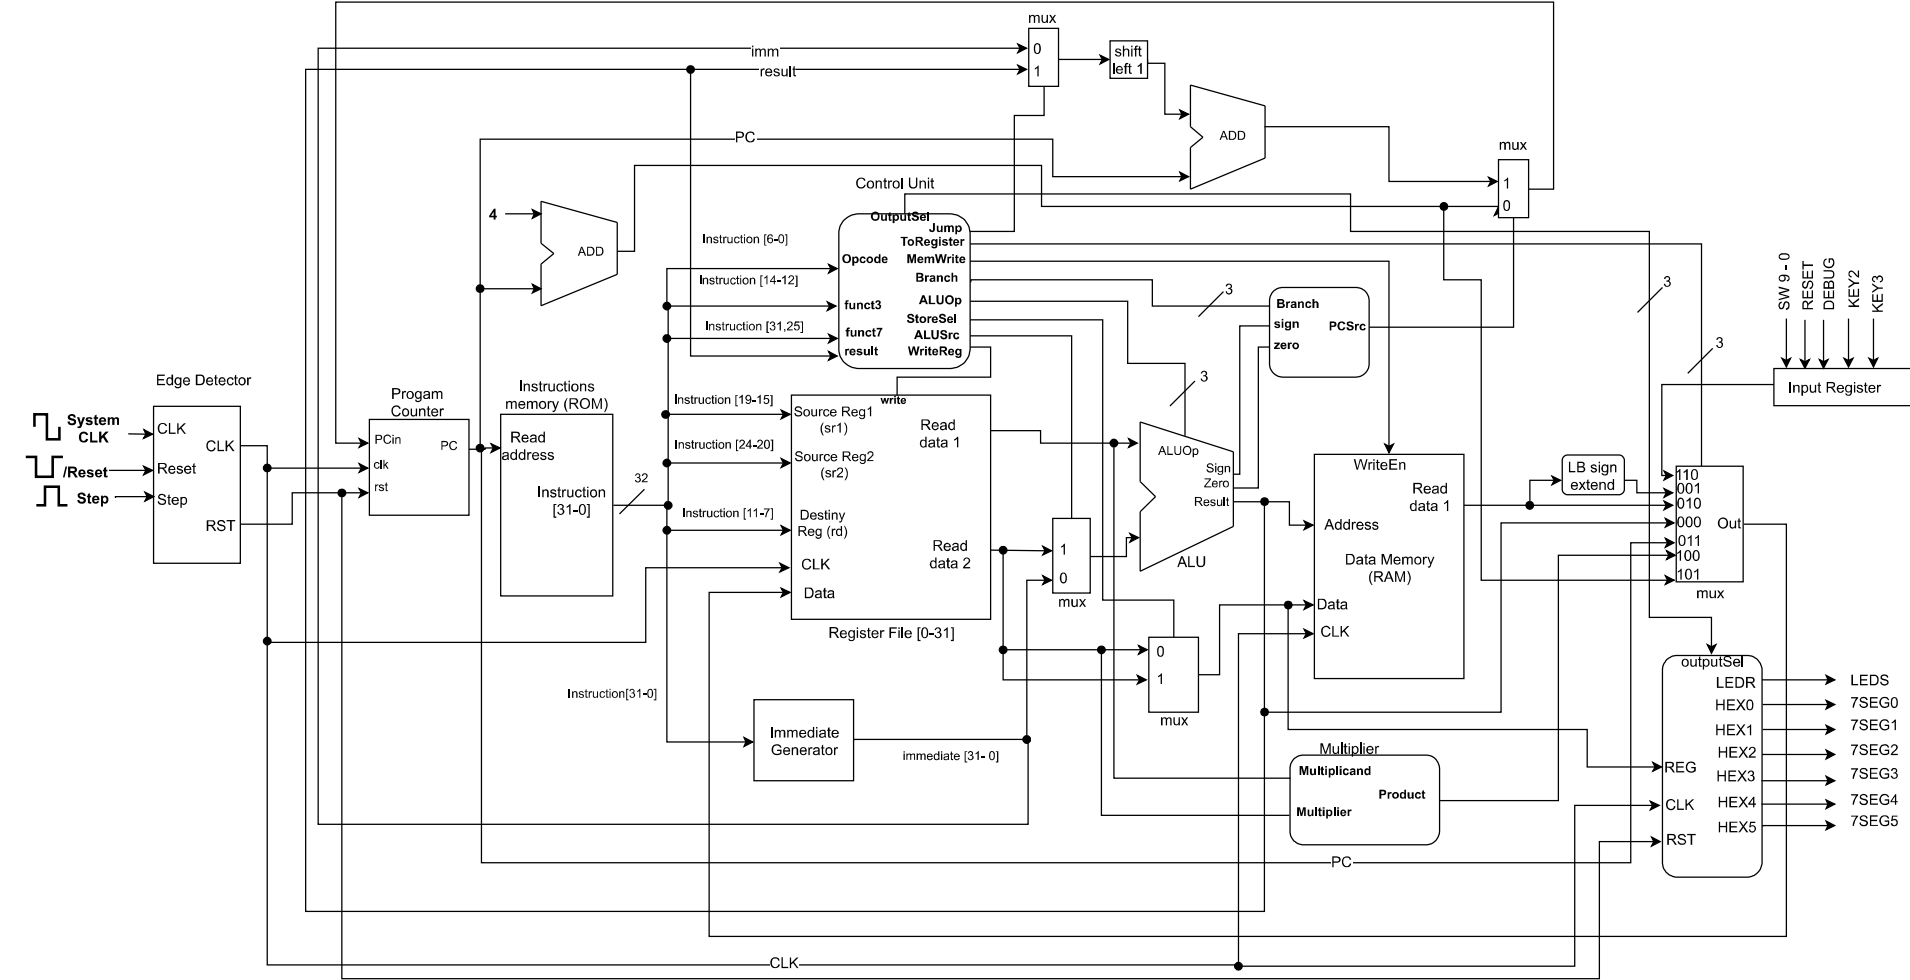 mux
0
1
imm
result
shift
left 1
ADD
PC
mux
1
0
Control Unit
4
ADD
OutputSel
Jump
ToRegister
MemWrite
Branch
ALUOp
StoreSel
ALUSrc
WriteReg
Opcode
funct3
funct7
result
Instruction [6-0]
Instruction [14-12]
Instruction [31,25]
3
Branch
sign
zero
PCSrc
3
3
3
SW 9 - 0
RESET
DEBUG
KEY2
KEY3
Input Register
Edge Detector
System
CLK
/Reset
Step
CLK
Reset
Step
CLK
RST
Progam
Counter
PCin
clk
rst
PC
Instructions
memory (ROM)
Read
address
Instruction
[31-0]
32
Instruction [19-15]
Instruction [24-20]
Instruction [11-7]
Instruction[31-0]
write
Source Reg1
(sr1)
Source Reg2
(sr2)
Destiny
Reg (rd)
CLK
Data
Read
data 1
Read
data 2
Register File [0-31]
1
0
mux
ALUOp
Sign
Zero
Result
ALU
0
1
mux
WriteEn
Read
data 1
Address
Data Memory
(RAM)
Data
CLK
LB sign
extend
110
001
010
000
011
100
101
Out
mux
Immediate
Generator
immediate [31- 0]
Multiplier
Multiplicand
Product
Multiplier
outputSel
LEDR
HEX0
HEX1
HEX2
HEX3
HEX4
HEX5
REG
CLK
RST
LEDS
7SEG0
7SEG1
7SEG2
7SEG3
7SEG4
7SEG5
PC
CLK